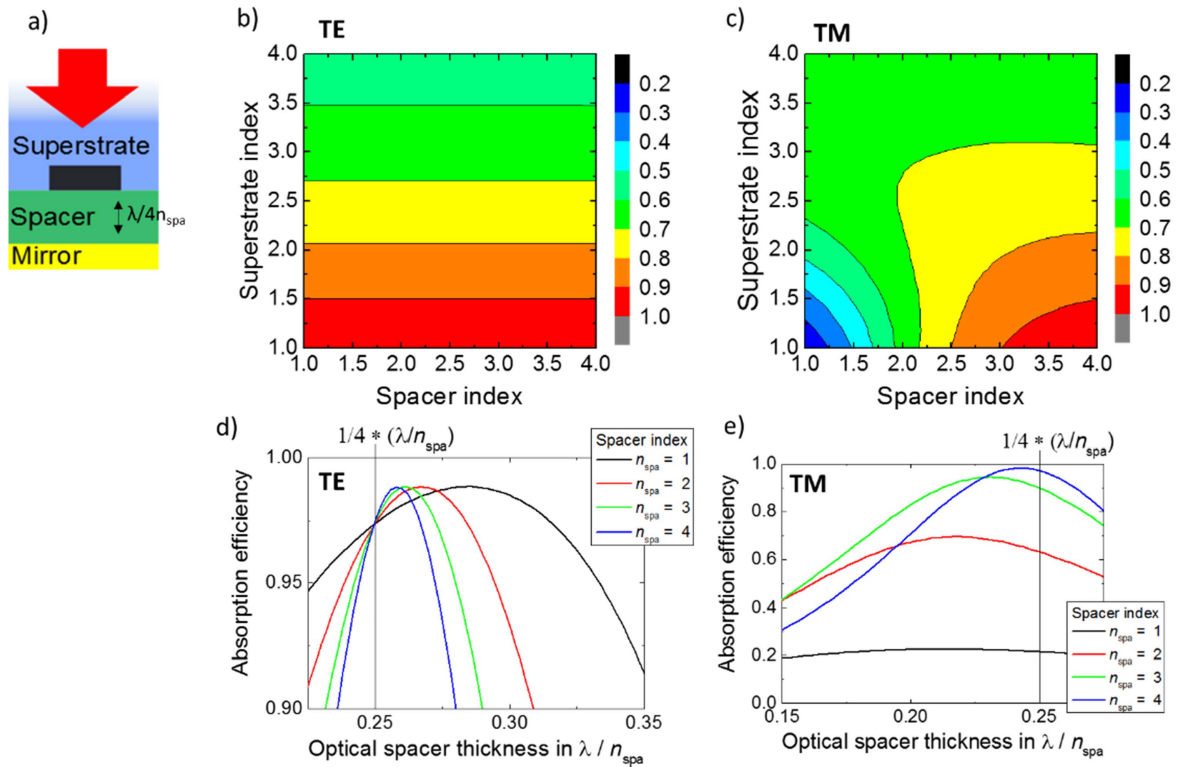 a)
Superstrate
Spacer
λ/4n_spa
Mirror
b)
TE
4.0
3.5
3.0
2.5
2.0
1.5
1.0
Superstrate index
1.0 1.5 2.0 2.5 3.0 3.5 4.0
Spacer index
0.2
0.3
0.4
0.5
0.6
0.7
0.8
0.9
1.0
c)
TM
4.0
3.5
3.0
2.5
2.0
1.5
1.0
Superstrate index
1.0 1.5 2.0 2.5 3.0 3.5 4.0
Spacer index
0.2
0.3
0.4
0.5
0.6
0.7
0.8
0.9
1.0
d)
1/4 * (λ/n_spa)
TE
Spacer index
n_spa = 1
n_spa = 2
n_spa = 3
n_spa = 4
1.00
0.95
0.90
Absorption efficiency
0.25 0.30 0.35
Optical spacer thickness in λ / n_spa
e)
1/4 * (λ/n_spa)
TM
1.0
0.8
0.6
0.4
0.2
0.0
Absorption efficiency
Spacer index
n_spa = 1
n_spa = 2
n_spa = 3
n_spa = 4
0.15 0.20 0.25
Optical spacer thickness in λ / n_spa